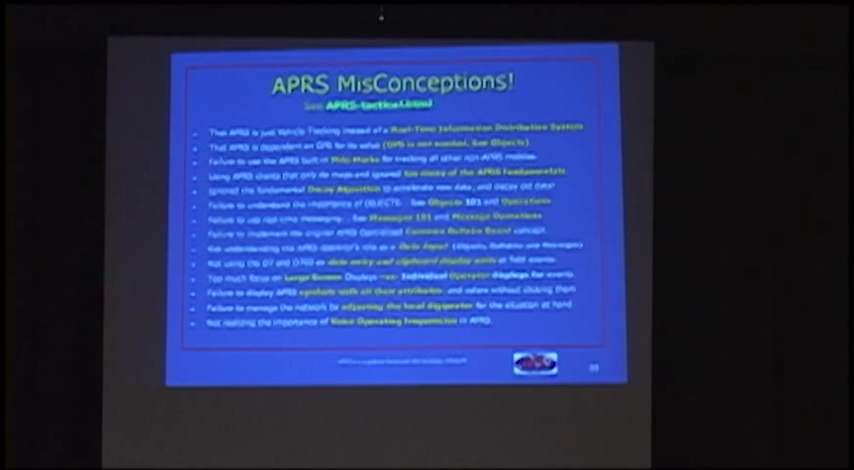 APRS MisConceptions!
See APRS-tactical.html
That APRS is just Vehicle Tracking instead of a Real-Time Information Distribution System
That APRS is dependent on GPS for its value (GPS is not needed, See Objects)
Failure to use the APRS built-in Mile-Marks for tracking all other non-APRS mobiles
Using APRS clients that only do maps and ignored too many of the APRS fundamentals
Ignored the fundamental Decay Algorithm to accelerate new data, and decay old data!
Failure to understand the importance of OBJECTS. See Objects 101 and Operations
Failure to use real-time messaging. See Messages 101 and Message Operations
Failure to implement the original APRS Common Bulletin Board concept
Not understanding the APRS operator's role as a Data Input (Objects, Bulletins and Messages)
Not using the D7 and D700 as data entry and clipboard display units at field events
Too much focus on Large-Screen Displays Individual Operator displays for events
Failure to display APRS symbols with all their attributes and colors without clicking them
Failure to manage the network by adjusting the local digipeater for the situation at hand
Not realizing the importance of Voice Operating Frequencies in APRS